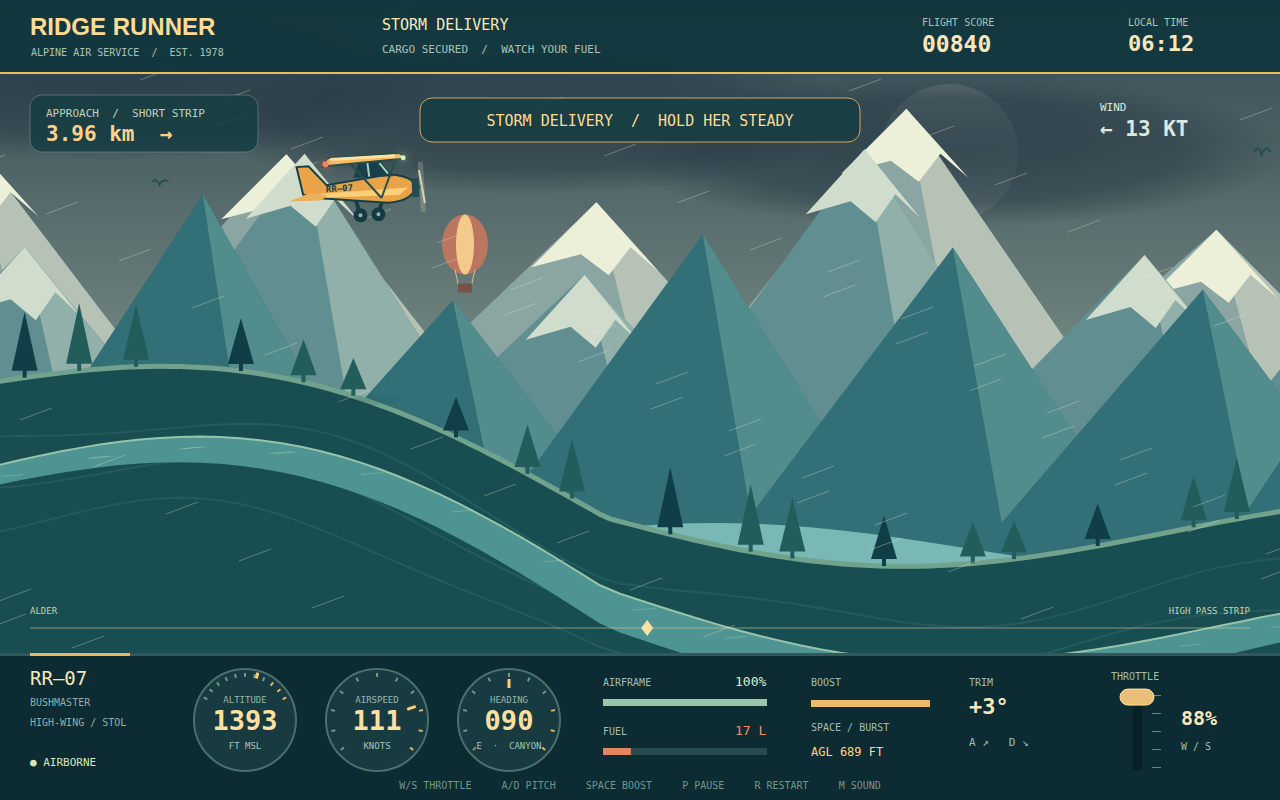 RIDGE RUNNER
ALPINE AIR SERVICE / EST. 1978
STORM DELIVERY
CARGO SECURED / WATCH YOUR FUEL
FLIGHT SCORE
00840
LOCAL TIME
06:12
APPROACH / SHORT STRIP
3.96 km →
STORM DELIVERY / HOLD HER STEADY
WIND
← 13 KT
RR—07
ALDER
HIGH PASS STRIP
RR—07
BUSHMASTER
HIGH-WING / STOL
● AIRBORNE
ALTITUDE
1393
FT MSL
AIRSPEED
111
KNOTS
HEADING
090
E · CANYON
AIRFRAME 100%
FUEL 17 L
BOOST
SPACE / BURST
AGL 689 FT
TRIM
+3°
A ↗ D ↘
THROTTLE
88%
W / S
W/S THROTTLE A/D PITCH SPACE BOOST P PAUSE R RESTART M SOUND